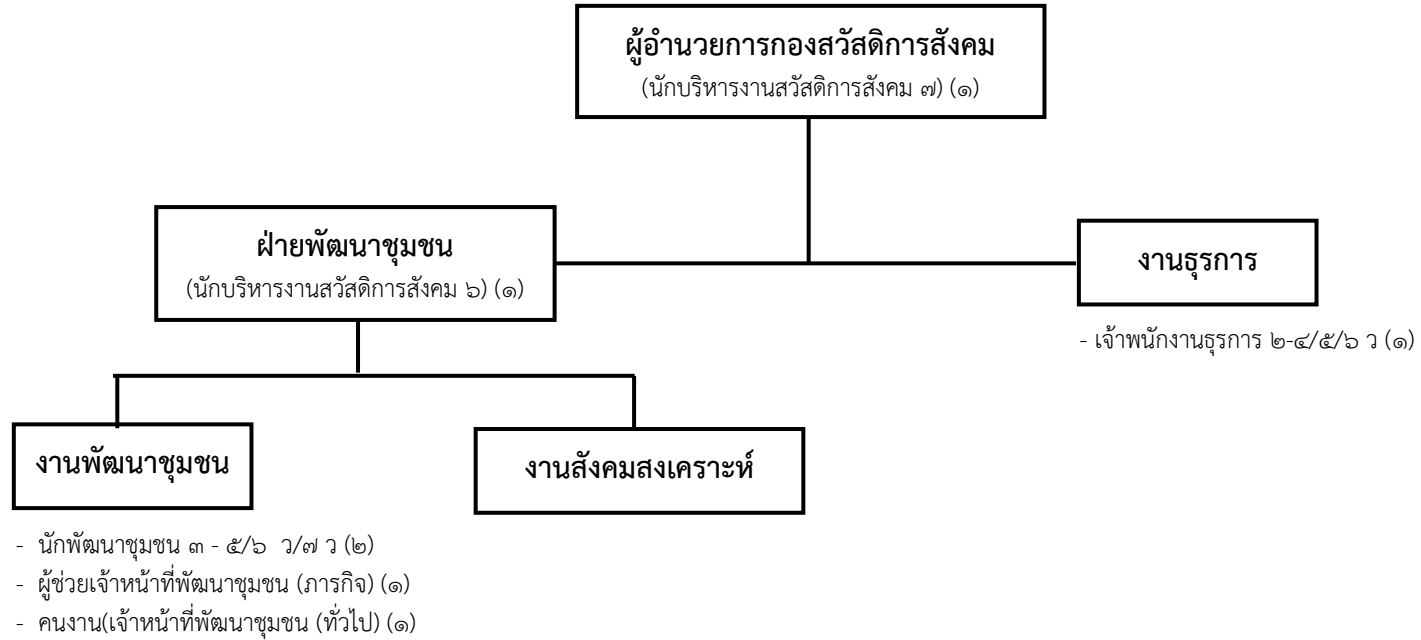 ผู้อำนวยการกองสวัสดิการสังคม
(นักบริหารงานสวัสดิการสังคม ๗) (๑)
ฝ่ายพัฒนาชุมชน
(นักบริหารงานสวัสดิการสังคม ๖) (๑)
งานธุรการ
- เจ้าพนักงานธุรการ ๒-๔/๕/๖ ว (๑)
งานพัฒนาชุมชน
งานสังคมสงเคราะห์
- นักพัฒนาชุมชน ๓ - ๕/๖ ว/๗ ว (๒)
- ผู้ช่วยเจ้าหน้าที่พัฒนาชุมชน (ภารกิจ) (๑)
- คนงาน(เจ้าหน้าที่พัฒนาชุมชน (ทั่วไป) (๑)